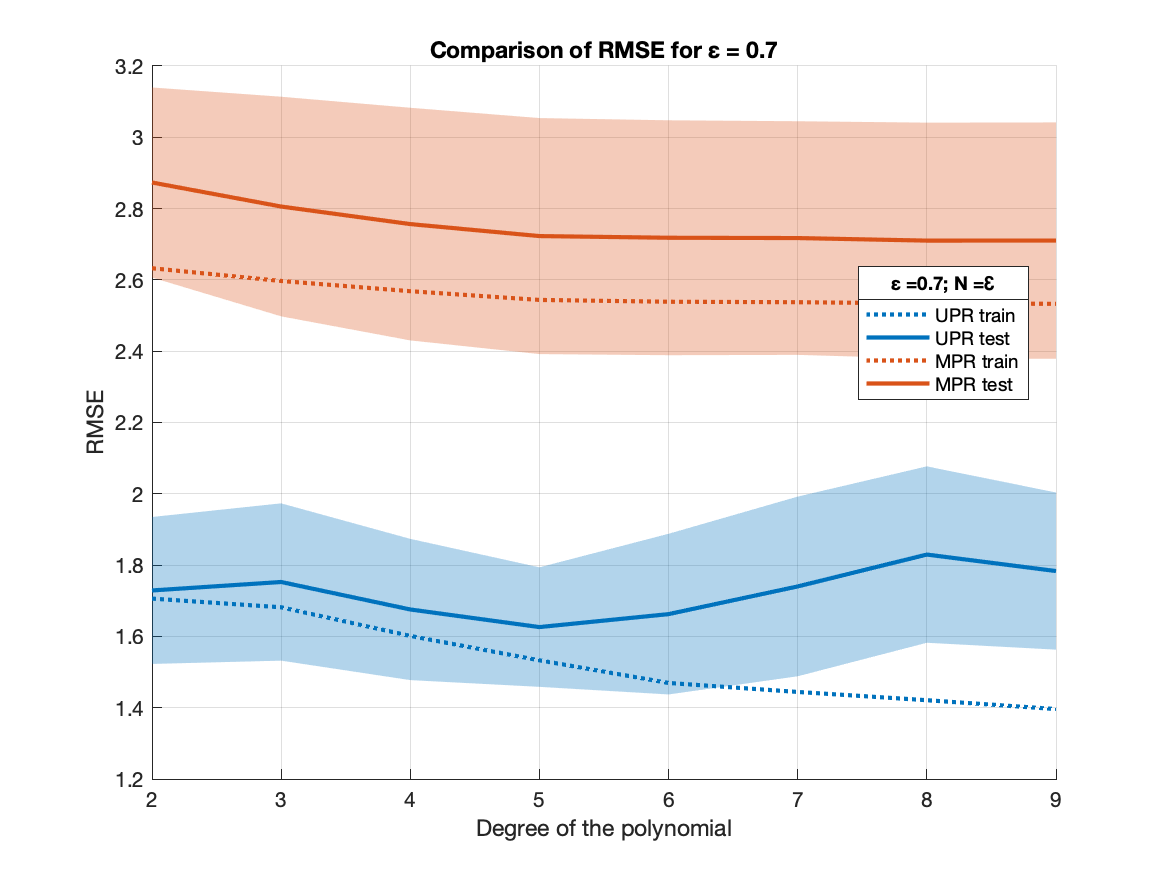 Comparison of RMSE for ε = 0.7
3.2
3
2.8
2.6
2.4
2.2
2
1.8
1.6
1.4
1.2
RMSE
ε =0.7; N =Ɛ
UPR train
UPR test
MPR train
MPR test
2 3 4 5 6 7 8 9
Degree of the polynomial